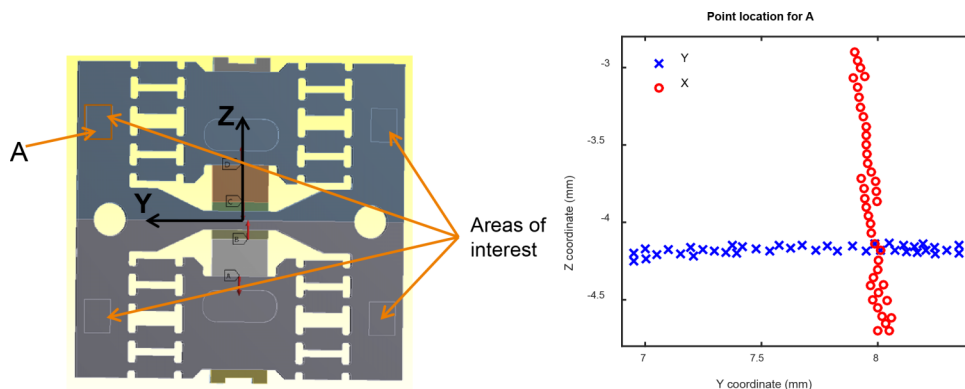 Z
A
Y
D
C
B
A
Areas of
interest
Point location for A
Y
X
-3
-3.5
-4
-4.5
Z coordinate (mm)
7
7.5
8
Y coordinate (mm)